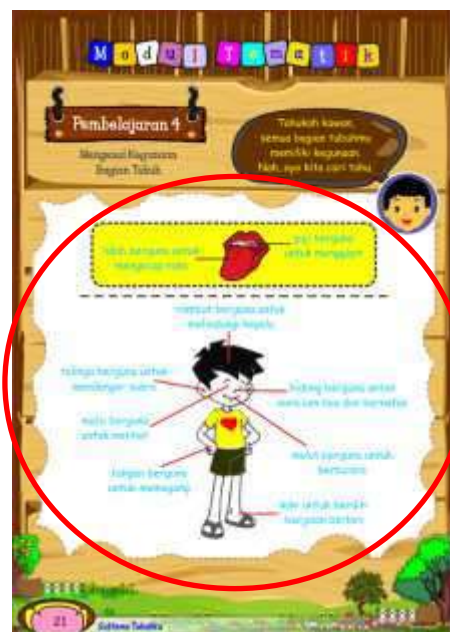 Modul Tematik
Pembelajaran 4
Mengenal Kegunaan
Bagian Tubuh
Tahukah kawan,
semua bagian tubuhmu
memiliki kegunaan.
Nah, ayo kita cari tahu
lidah berguna untuk
mengecap rasa
gigi berguna
untuk mengunyah
rambut berguna untuk
melindungi kepala
telinga berguna untuk
mendengar suara
hidung berguna untuk
mencium bau dan bernafas
mata berguna
untuk melihat
mulut berguna untuk
berbicara
tangan berguna
untuk memegang
kaki untuk berdiri
berjalan berlari
21